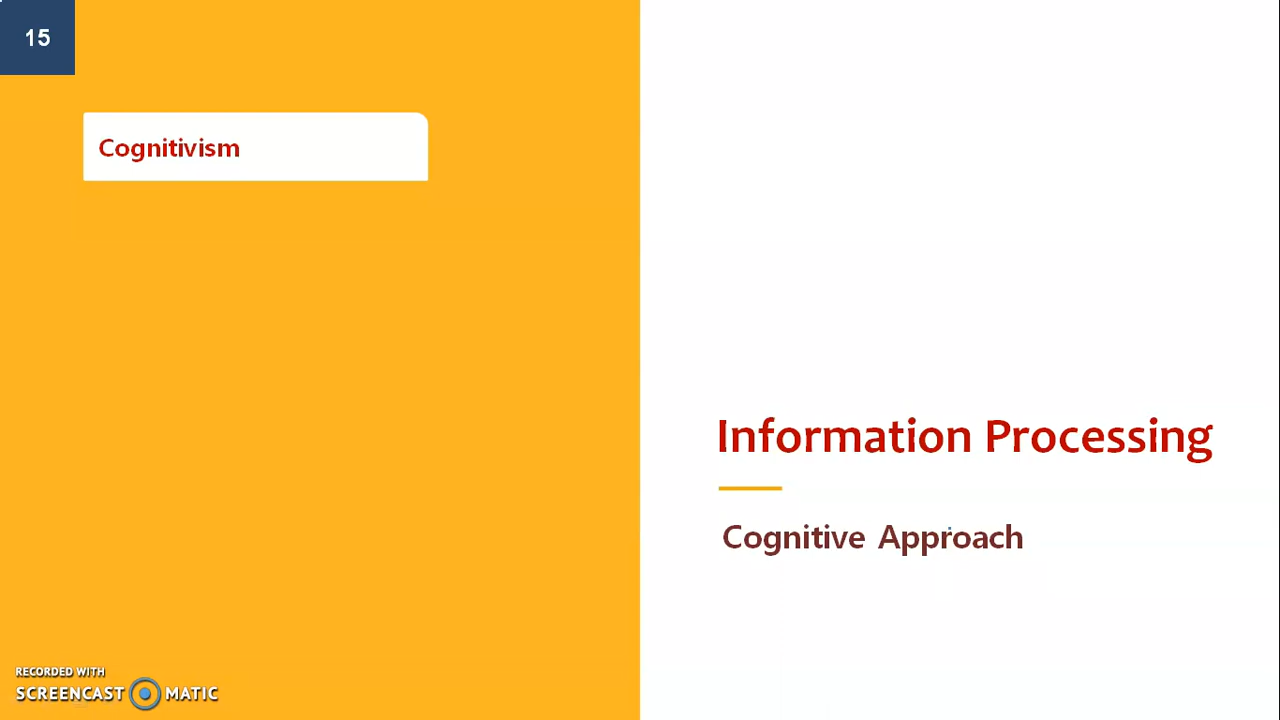 15
Cognitivism
Information Processing
Cognitive Approach
RECORDED WITH
SCREENCAST MATIC